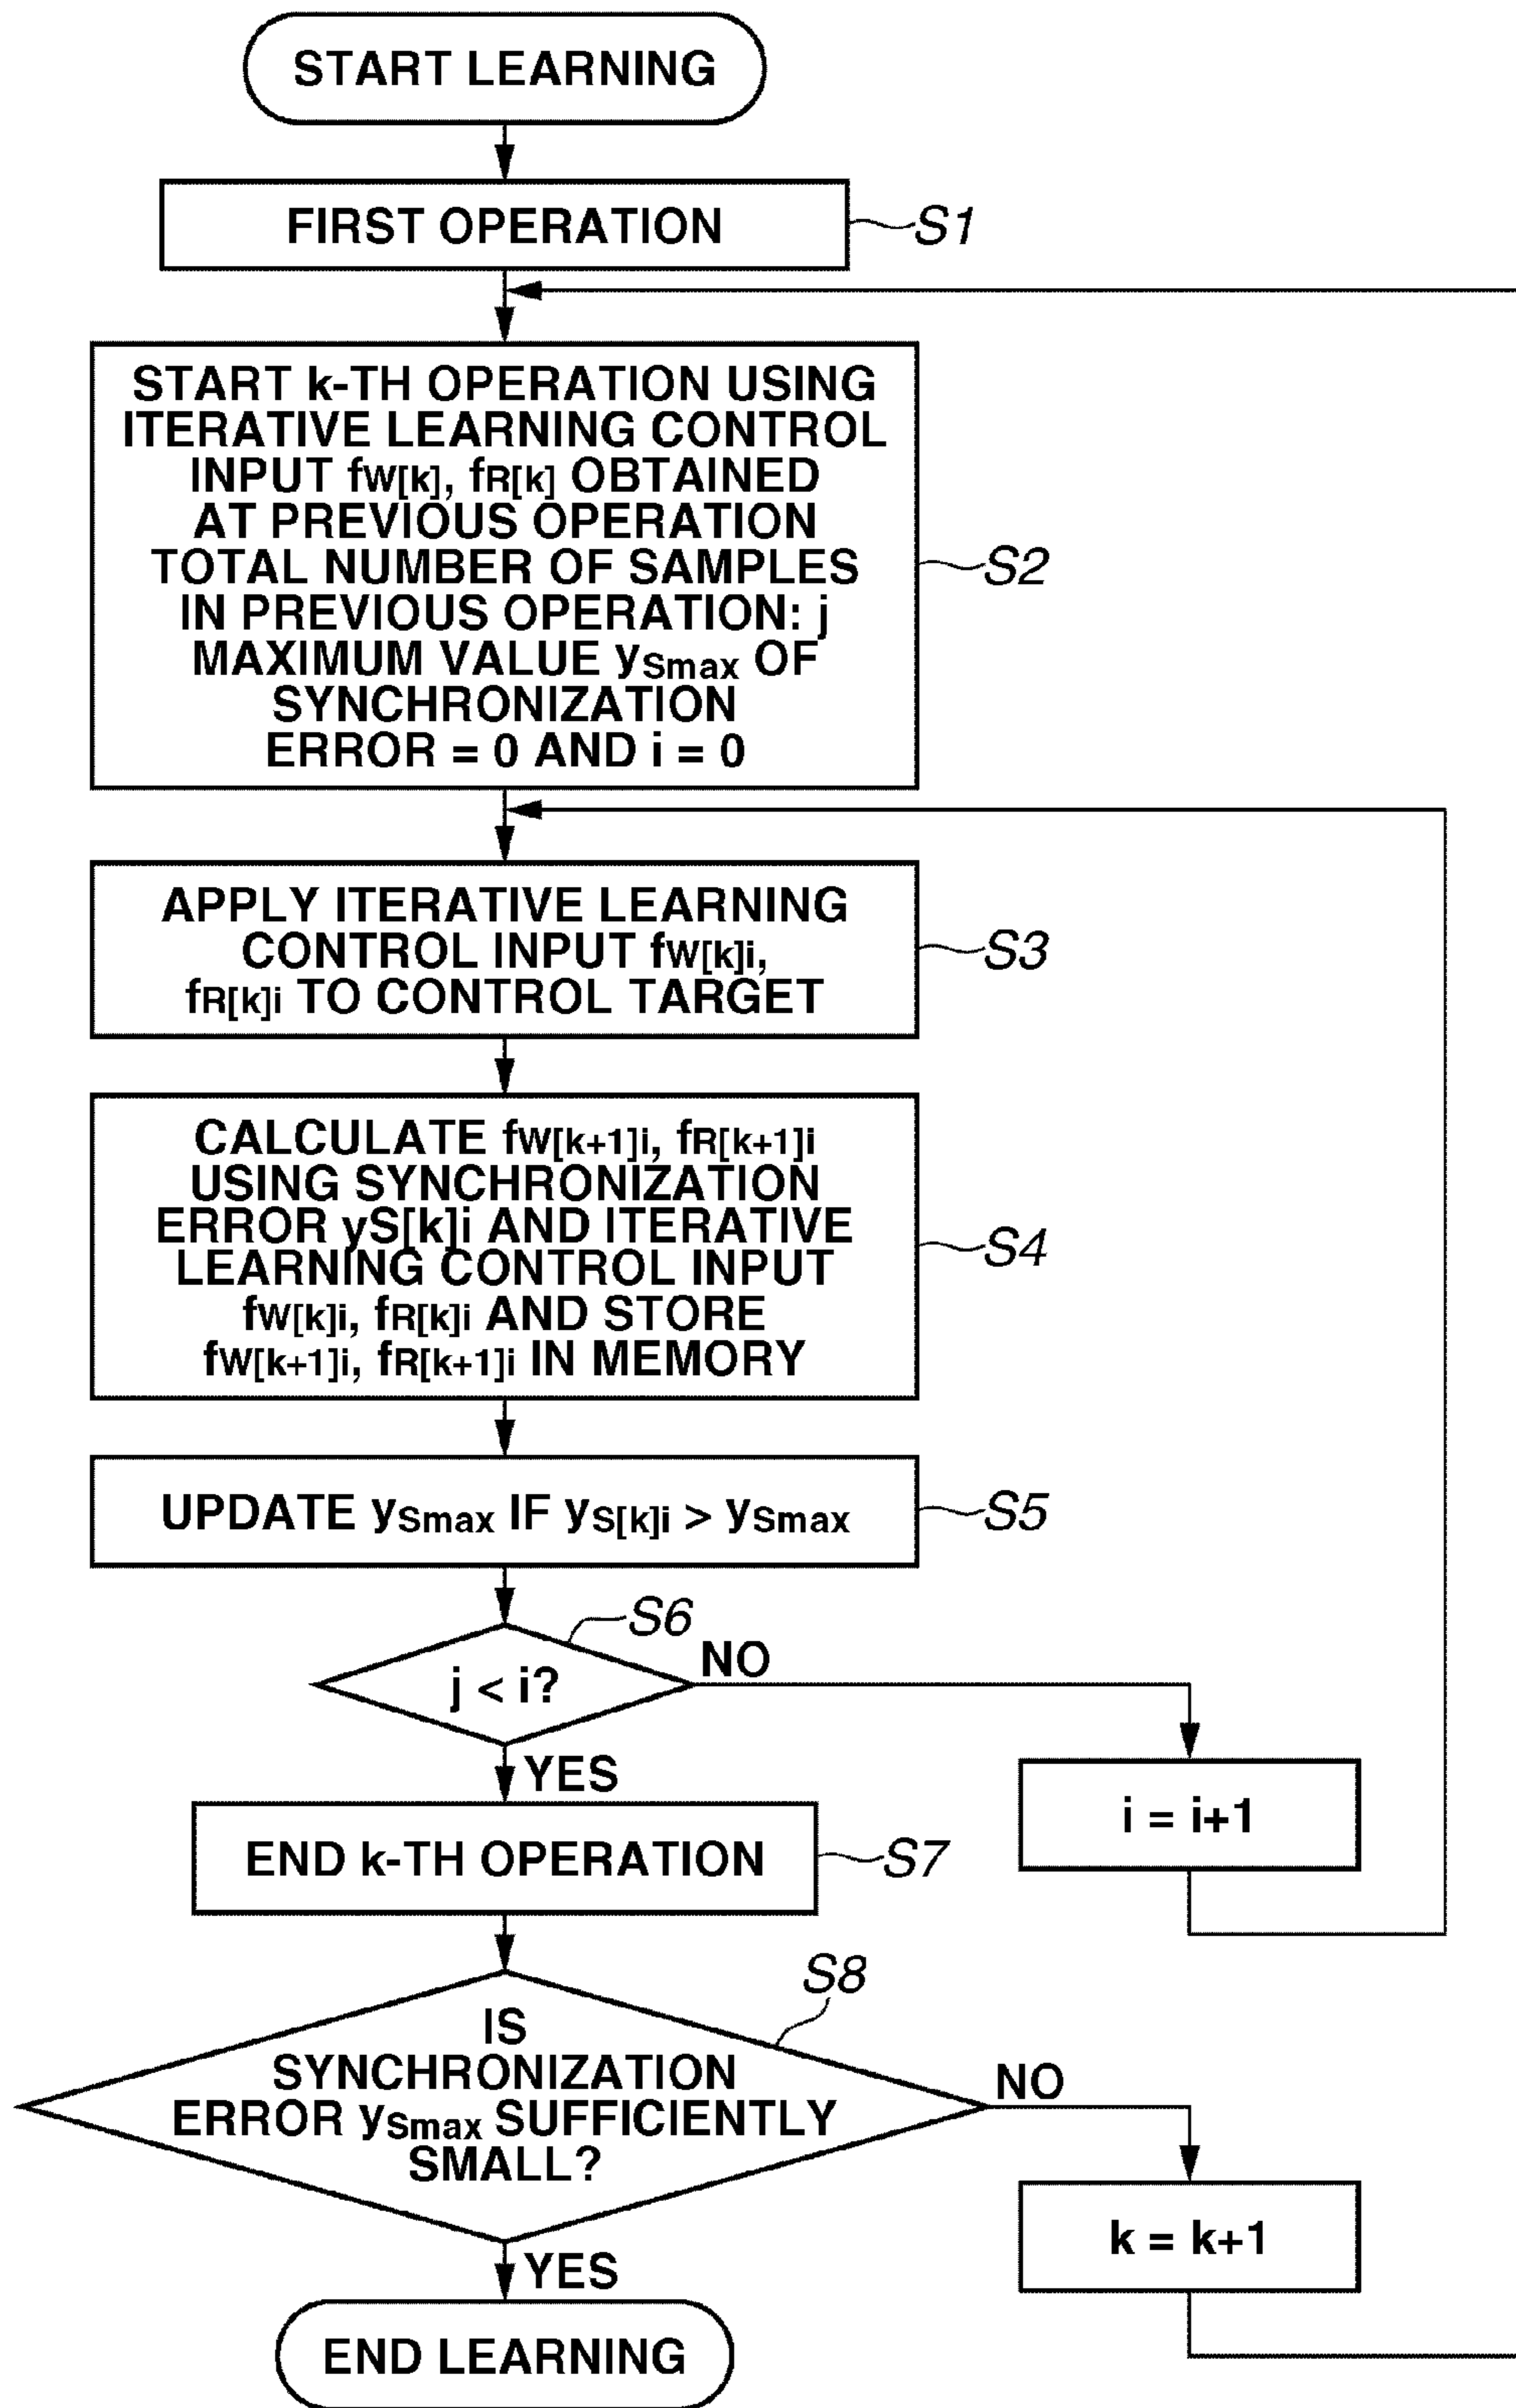 START LEARNING
FIRST OPERATION
S1
START k-TH OPERATION USING
ITERATIVE LEARNING CONTROL
INPUT fW[k], fR[k] OBTAINED
AT PREVIOUS OPERATION
TOTAL NUMBER OF SAMPLES
IN PREVIOUS OPERATION: j
MAXIMUM VALUE ySmax OF
SYNCHRONIZATION
ERROR = 0 AND i = 0
S2
APPLY ITERATIVE LEARNING
CONTROL INPUT fW[k]i,
fR[k]i TO CONTROL TARGET
S3
CALCULATE fW[k+1]i, fR[k+1]i
USING SYNCHRONIZATION
ERROR yS[k]i AND ITERATIVE
LEARNING CONTROL INPUT
fW[k]i, fR[k]i AND STORE
fW[k+1]i, fR[k+1]i IN MEMORY
S4
UPDATE ySmax IF yS[k]i > ySmax
S5
S6
j < i?
NO
YES
i = i+1
END k-TH OPERATION
S7
S8
IS
SYNCHRONIZATION
ERROR ySmax SUFFICIENTLY
SMALL?
NO
YES
k = k+1
END LEARNING